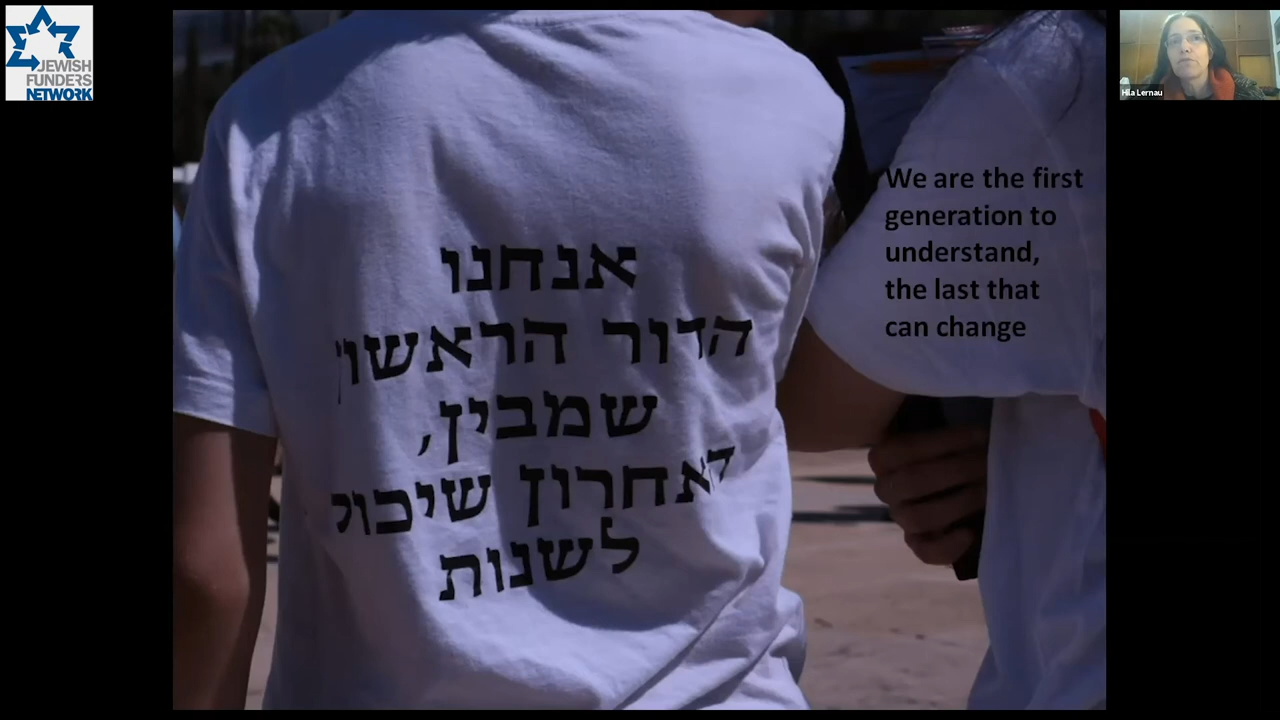 JEWISH
FUNDERS
NETWORK
אנחנו
הדור הראשון
שמבין,
האחרון שיכול
לשנות
We are the first
generation to
understand,
the last that
can change
Hila Lernau